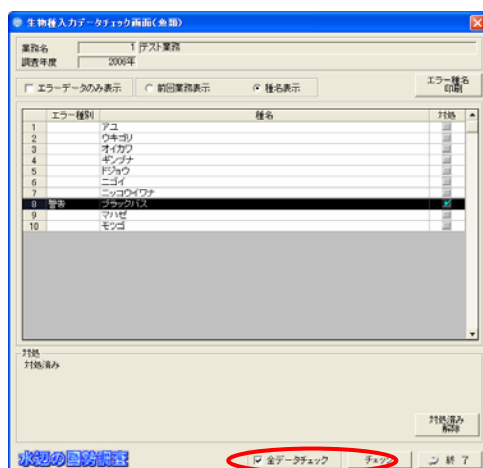 生物種入力データチェック画面(魚類)
業務名 1 テスト業務
調査年度 2006年
エラーデータのみ表示 前回業務表示 種名表示 エラー種名印刷
エラー種別 種名 対処
1 アユ
2 ウキゴリ
3 オイカワ
4 ギンブナ
5 ドジョウ
6 ニゴイ
7 ニッコウイワナ
8 警告 ブラックバス
9 マハゼ
10 モツゴ
対処
対処済み
対処済み解除
水辺の国勢調査 全データチェック チェック 終了